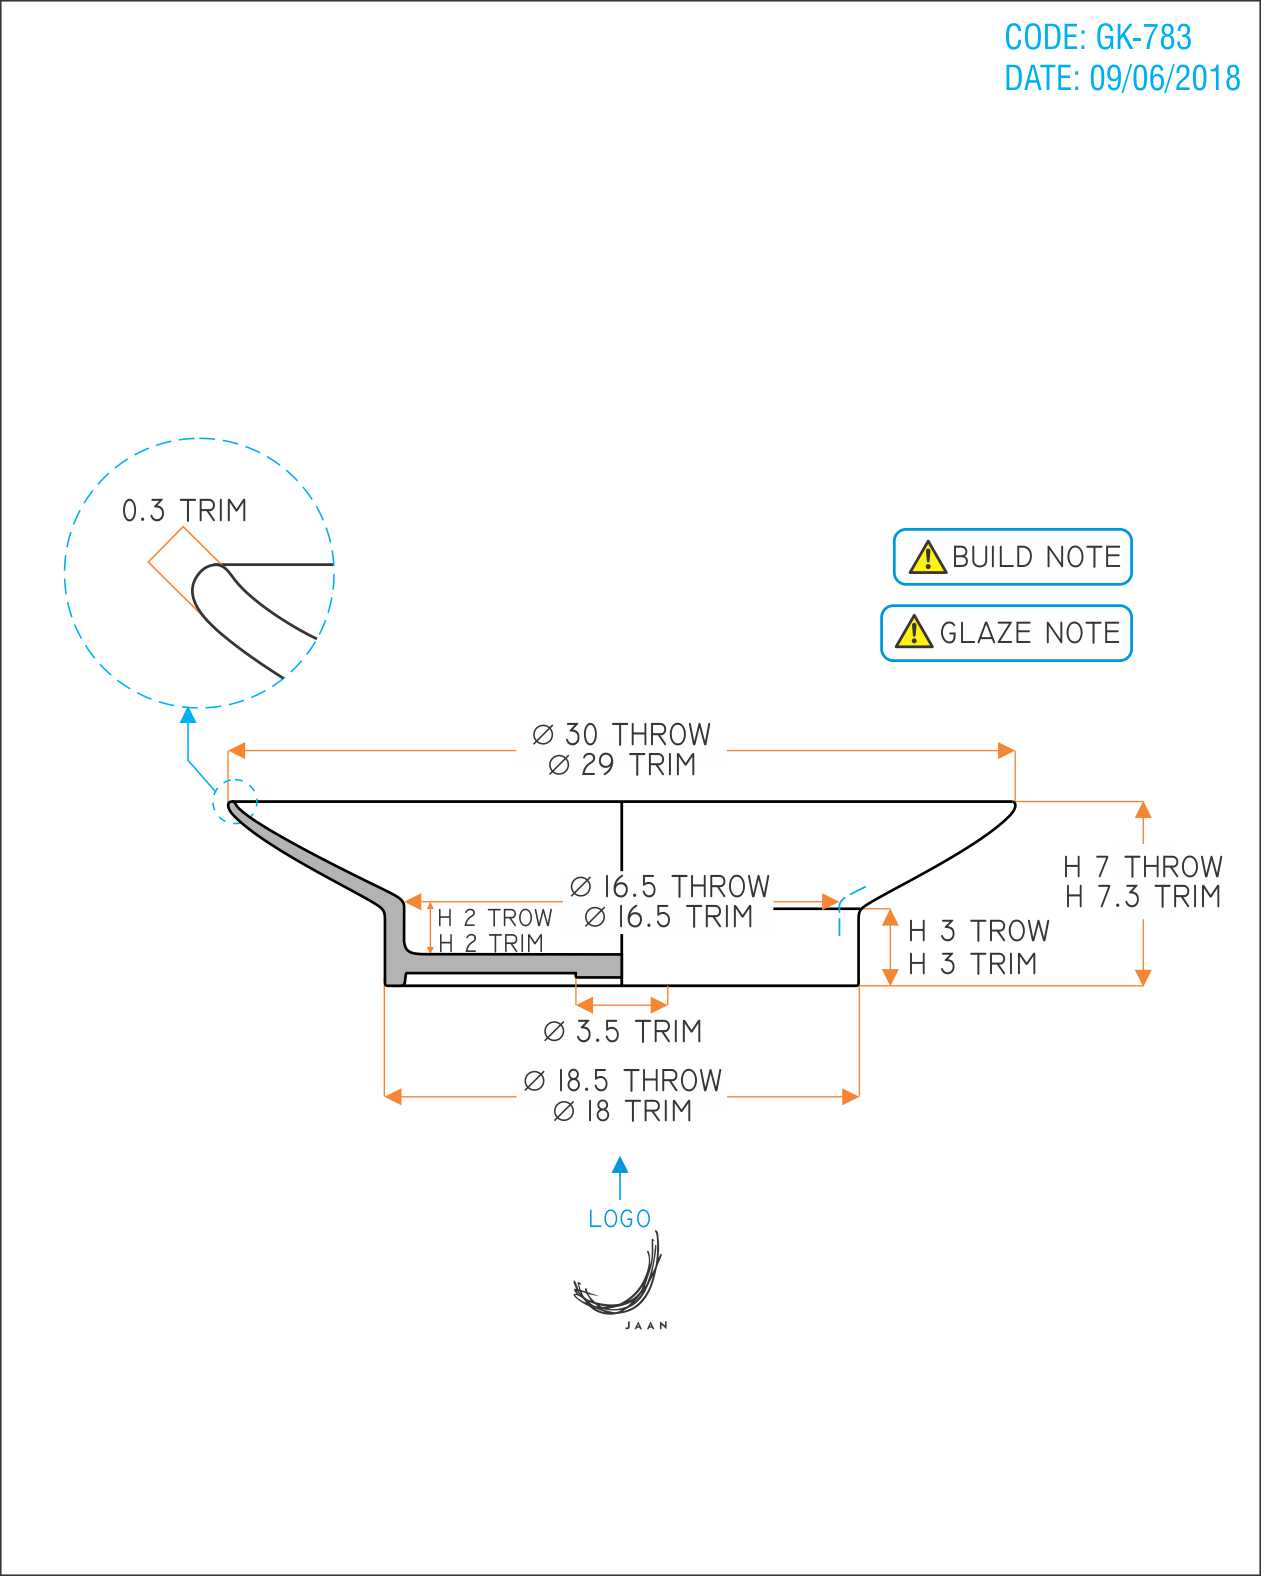 CODE: GK-783
DATE: 09/06/2018
0.3 TRIM
BUILD NOTE
GLAZE NOTE
Ø 30 THROW
Ø 29 TRIM
H 7 THROW
H 7.3 TRIM
Ø 16.5 THROW
Ø 16.5 TRIM
H 2 TROW
H 2 TRIM
H 3 TROW
H 3 TRIM
Ø 3.5 TRIM
Ø 18.5 THROW
Ø 18 TRIM
LOGO
JAAN